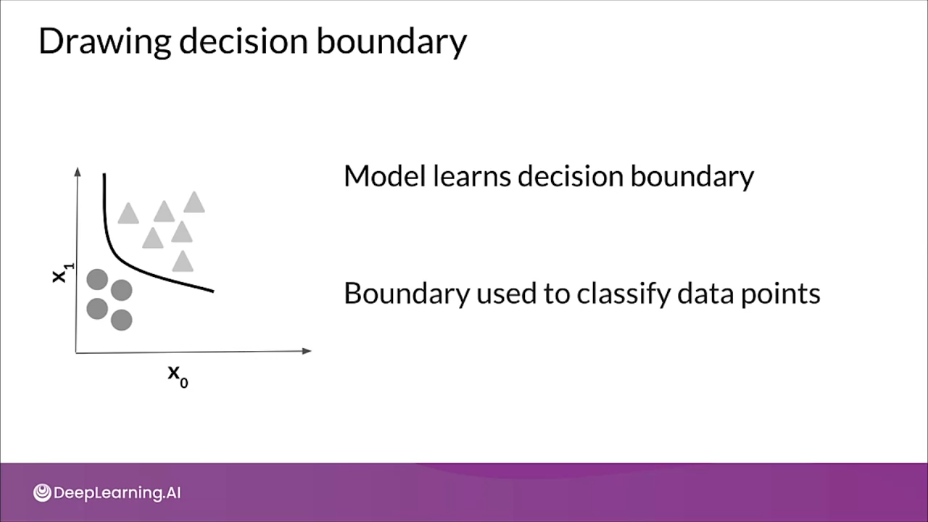 Drawing decision boundary
Model learns decision boundary
x1
Boundary used to classify data points
x0
DeepLearning.AI